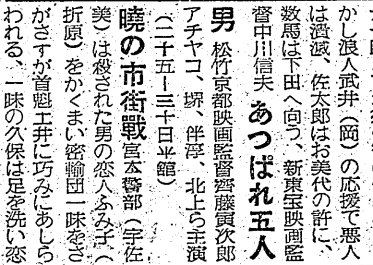 かし浪人武井（岡）の応援で悪人
は潰滅、佐太郎はお美代の許に、
数馬は下田へ向う、新東宝映画監
督中川信夫　あつぱれ五人
男　松竹京都映画監督齊藤寅次郎
アチヤコ、堺、伴淳、北上ら主演
（二十五―三十日平館）
暁の市街戰　宮本警部（宇佐
美）は殺された男の恋人ふみ子（
折原）をかくまい密輸団一味をさ
がさすが首魁工井に巧みにあしら
われる、一味の久保は足を洗い恋